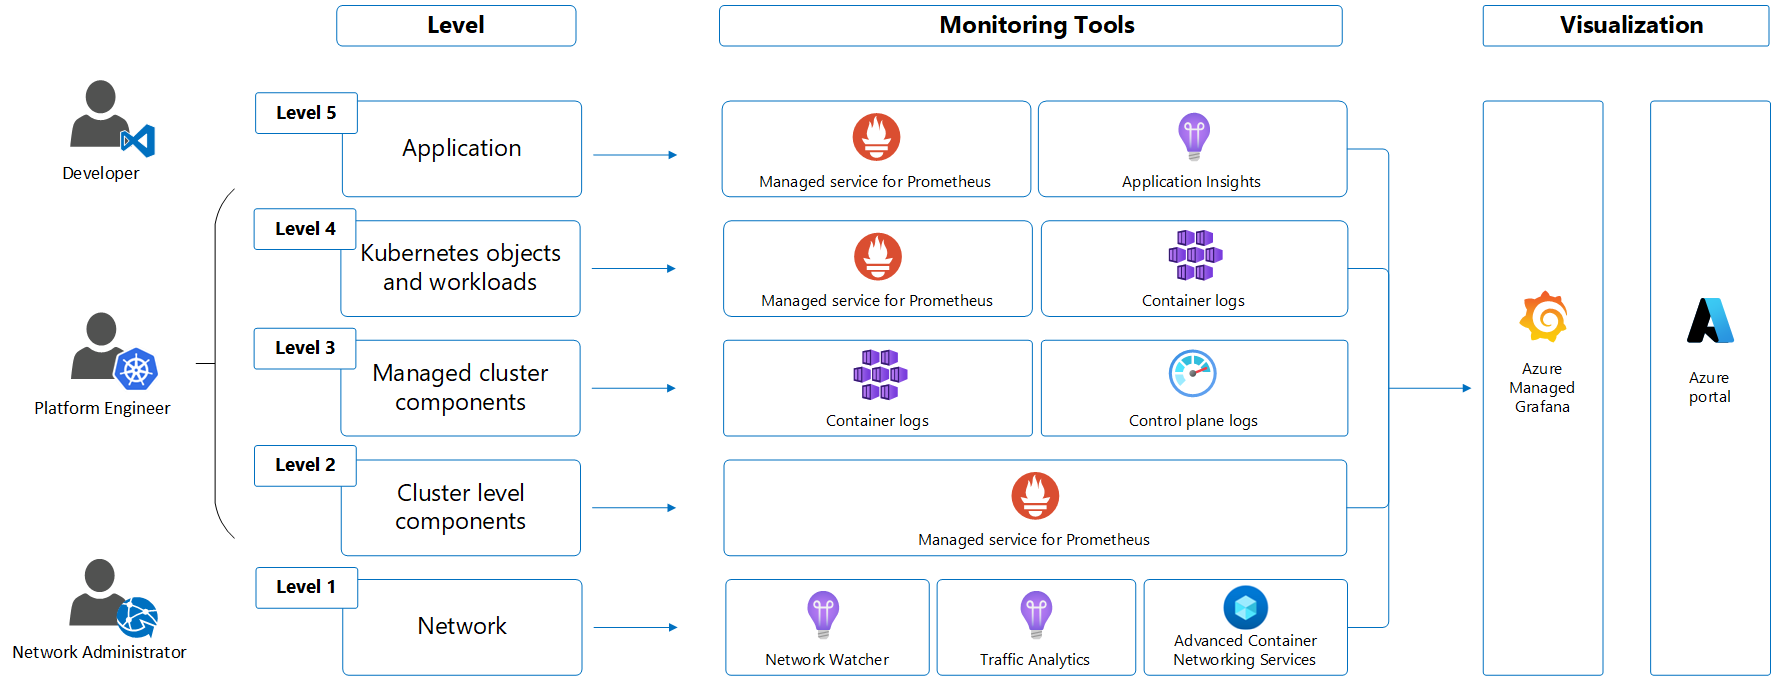 Level
Monitoring Tools
Visualization
Developer
Level 5
Application
Managed service for Prometheus
Application Insights
Level 4
Kubernetes objects
and workloads
Managed service for Prometheus
Container logs
Platform Engineer
Level 3
Managed cluster
components
Container logs
Control plane logs
Level 2
Cluster level
components
Managed service for Prometheus
Network Administrator
Level 1
Network
Network Watcher
Traffic Analytics
Advanced Container
Networking Services
Azure
Managed
Grafana
Azure
portal